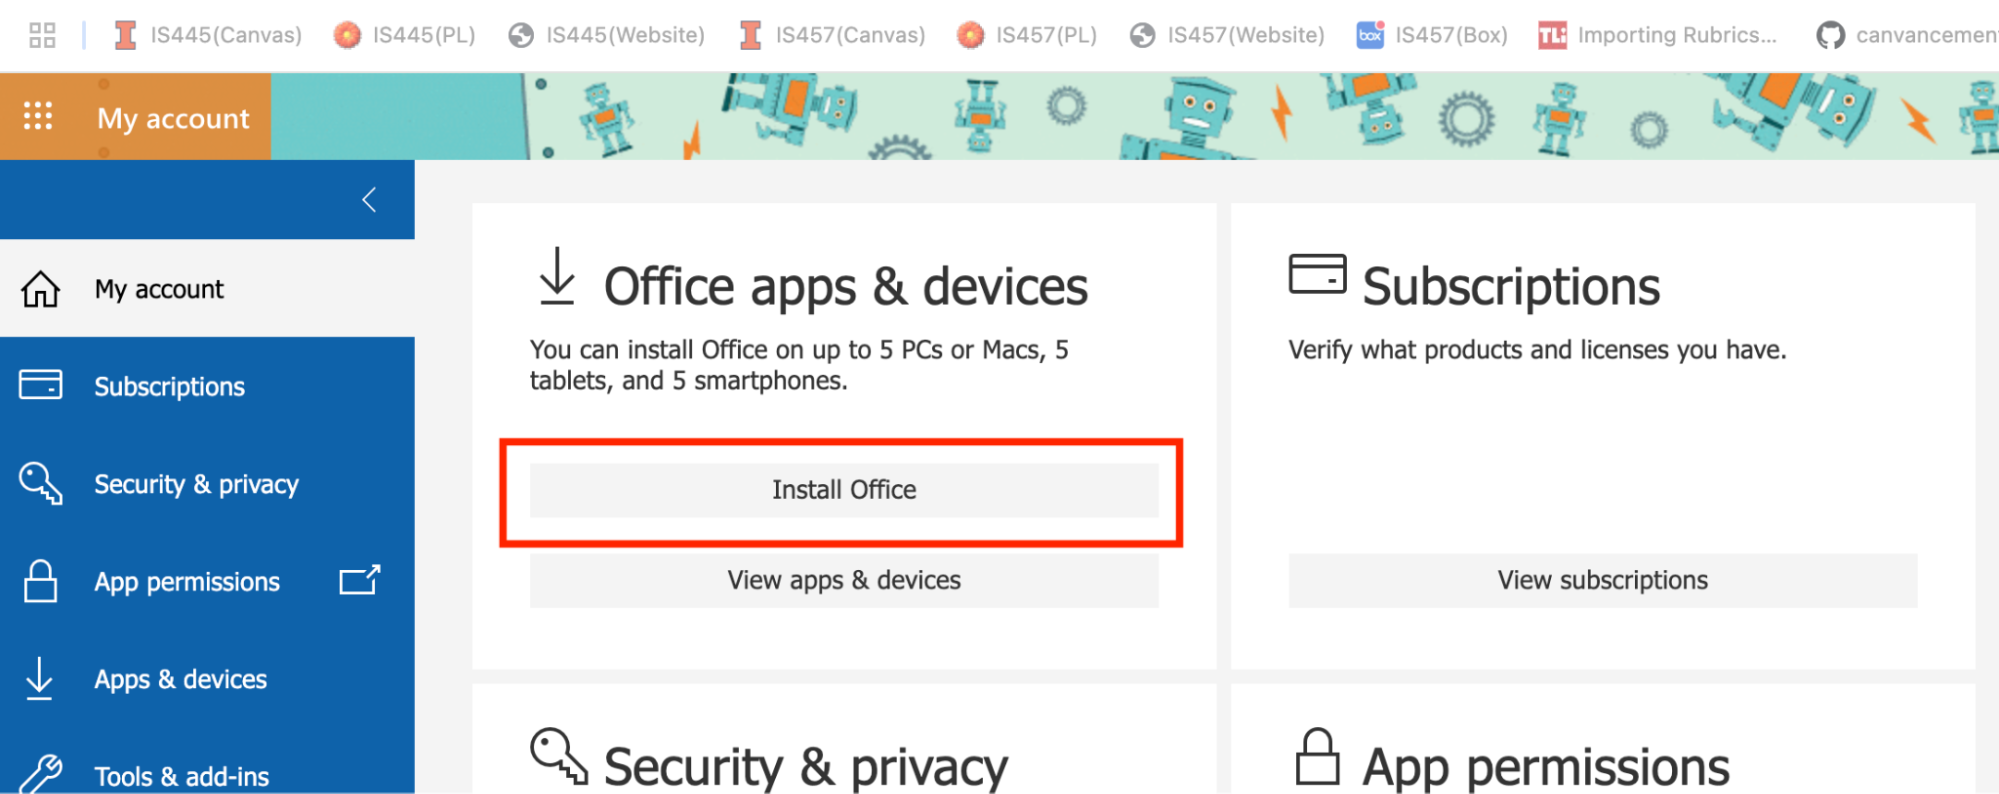 IS445(Canvas) IS445(PL) IS445(Website) IS457(Canvas) IS457(PL) IS457(Website) box IS457(Box) TLi Importing Rubrics... canvancemen
My account
My account
Subscriptions
Security & privacy
App permissions
Apps & devices
Tools & add-ins
Office apps & devices
You can install Office on up to 5 PCs or Macs, 5
tablets, and 5 smartphones.
Install Office
View apps & devices
Subscriptions
Verify what products and licenses you have.
View subscriptions
Security & privacy
App permissions